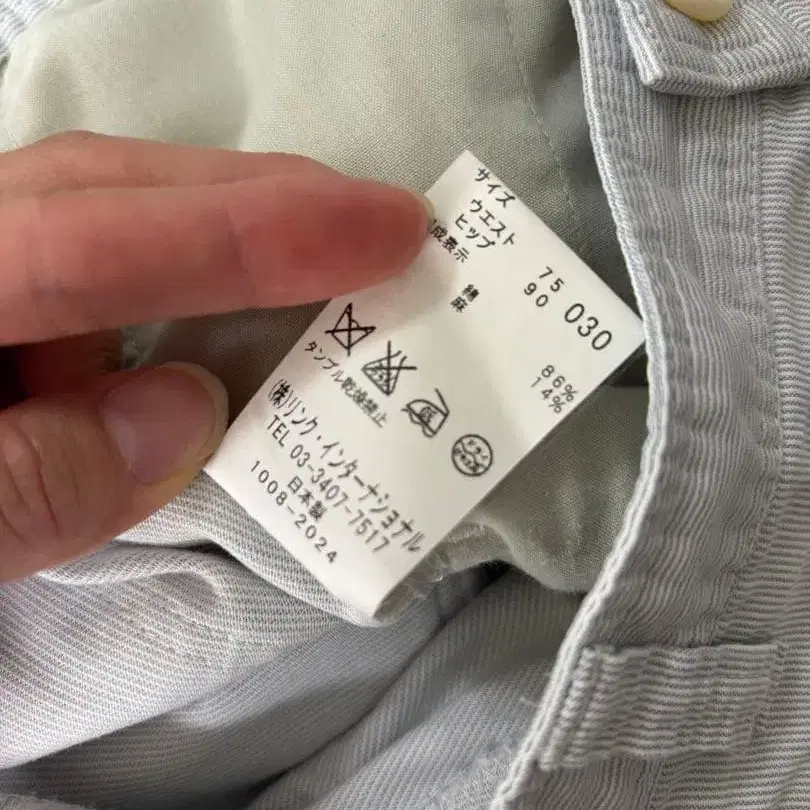 サイズ 030
ウエスト 75
ヒップ 90
成表示
綿 86%
麻 14%
タンブル乾燥禁止
(株)リンク・インターナショナル
TEL 03-3407-7517
日本製
1008-2024